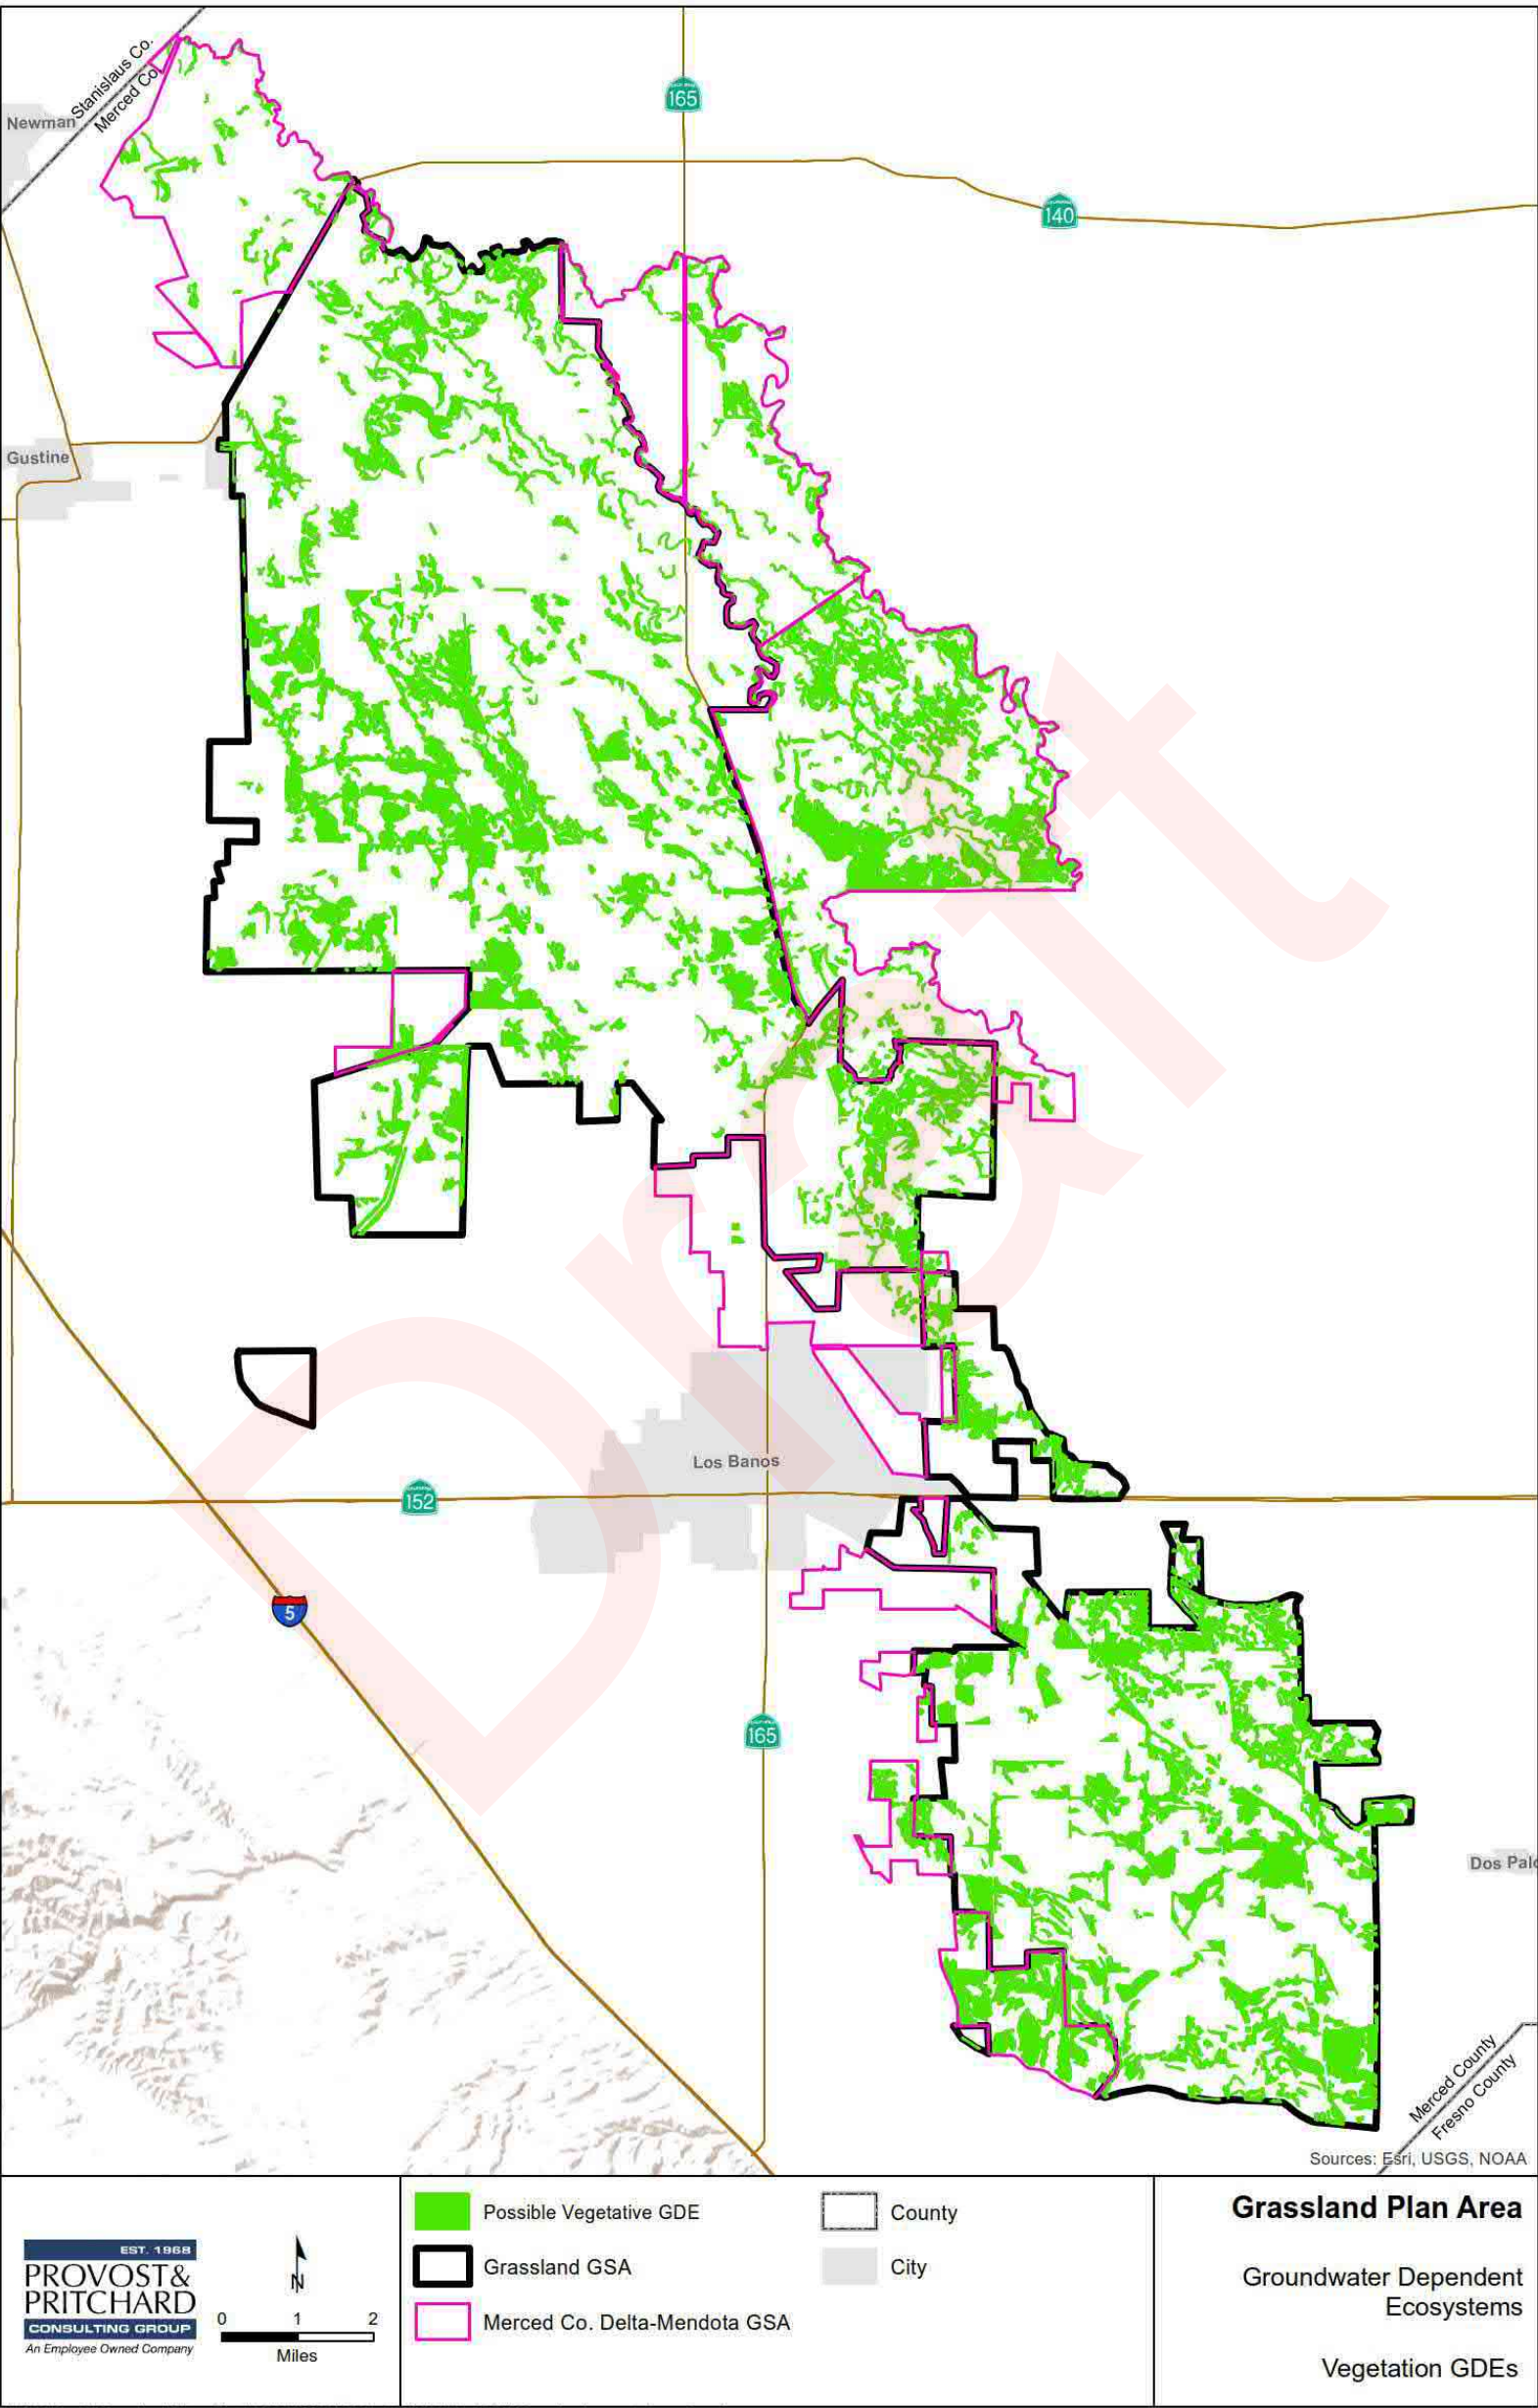 Stanislaus Co.
Merced Co.
Newman
165
140
Gustine
Los Banos
152
5
165
Dos Palo
Merced County
Fresno County
Draft
Sources: Esri, USGS, NOAA
EST. 1968
PROVOST&
PRITCHARD
CONSULTING GROUP
An Employee Owned Company
N
0 1 2
Miles
Possible Vegetative GDE
Grassland GSA
Merced Co. Delta-Mendota GSA
County
City
Grassland Plan Area
Groundwater Dependent
Ecosystems
Vegetation GDEs